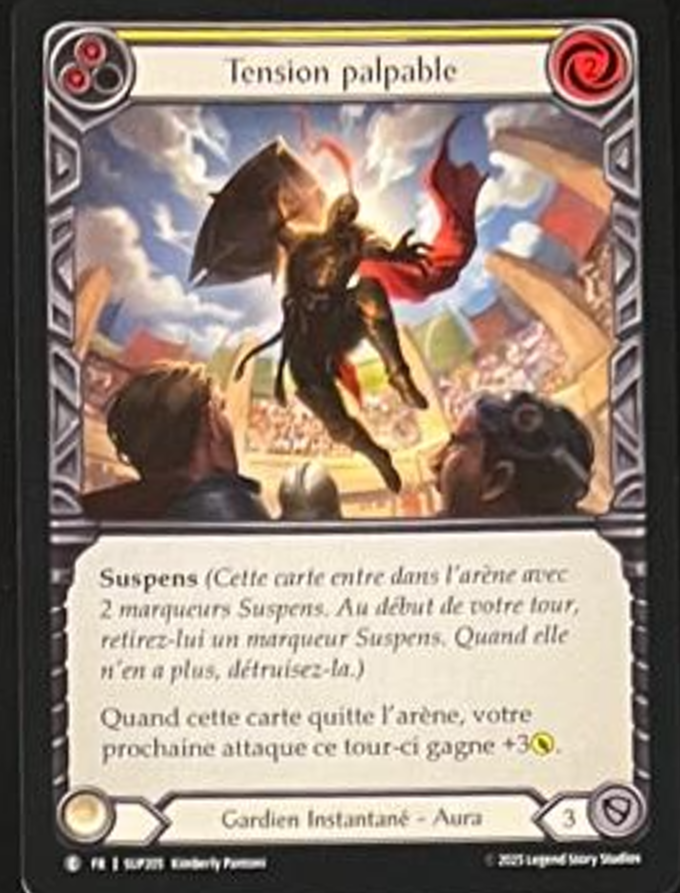 Tension palpable
2
Suspens (Cette carte entre dans l'arène avec
2 marqueurs Suspens. Au début de votre tour,
retirez-lui un marqueur Suspens. Quand elle
n'en a plus, détruisez-la.)
Quand cette carte quitte l'arène, votre
prochaine attaque ce tour-ci gagne +3.
Gardien Instantané - Aura
3
C FR SUP205 Kimberly Pantoni
© 2025 Legend Story Studios